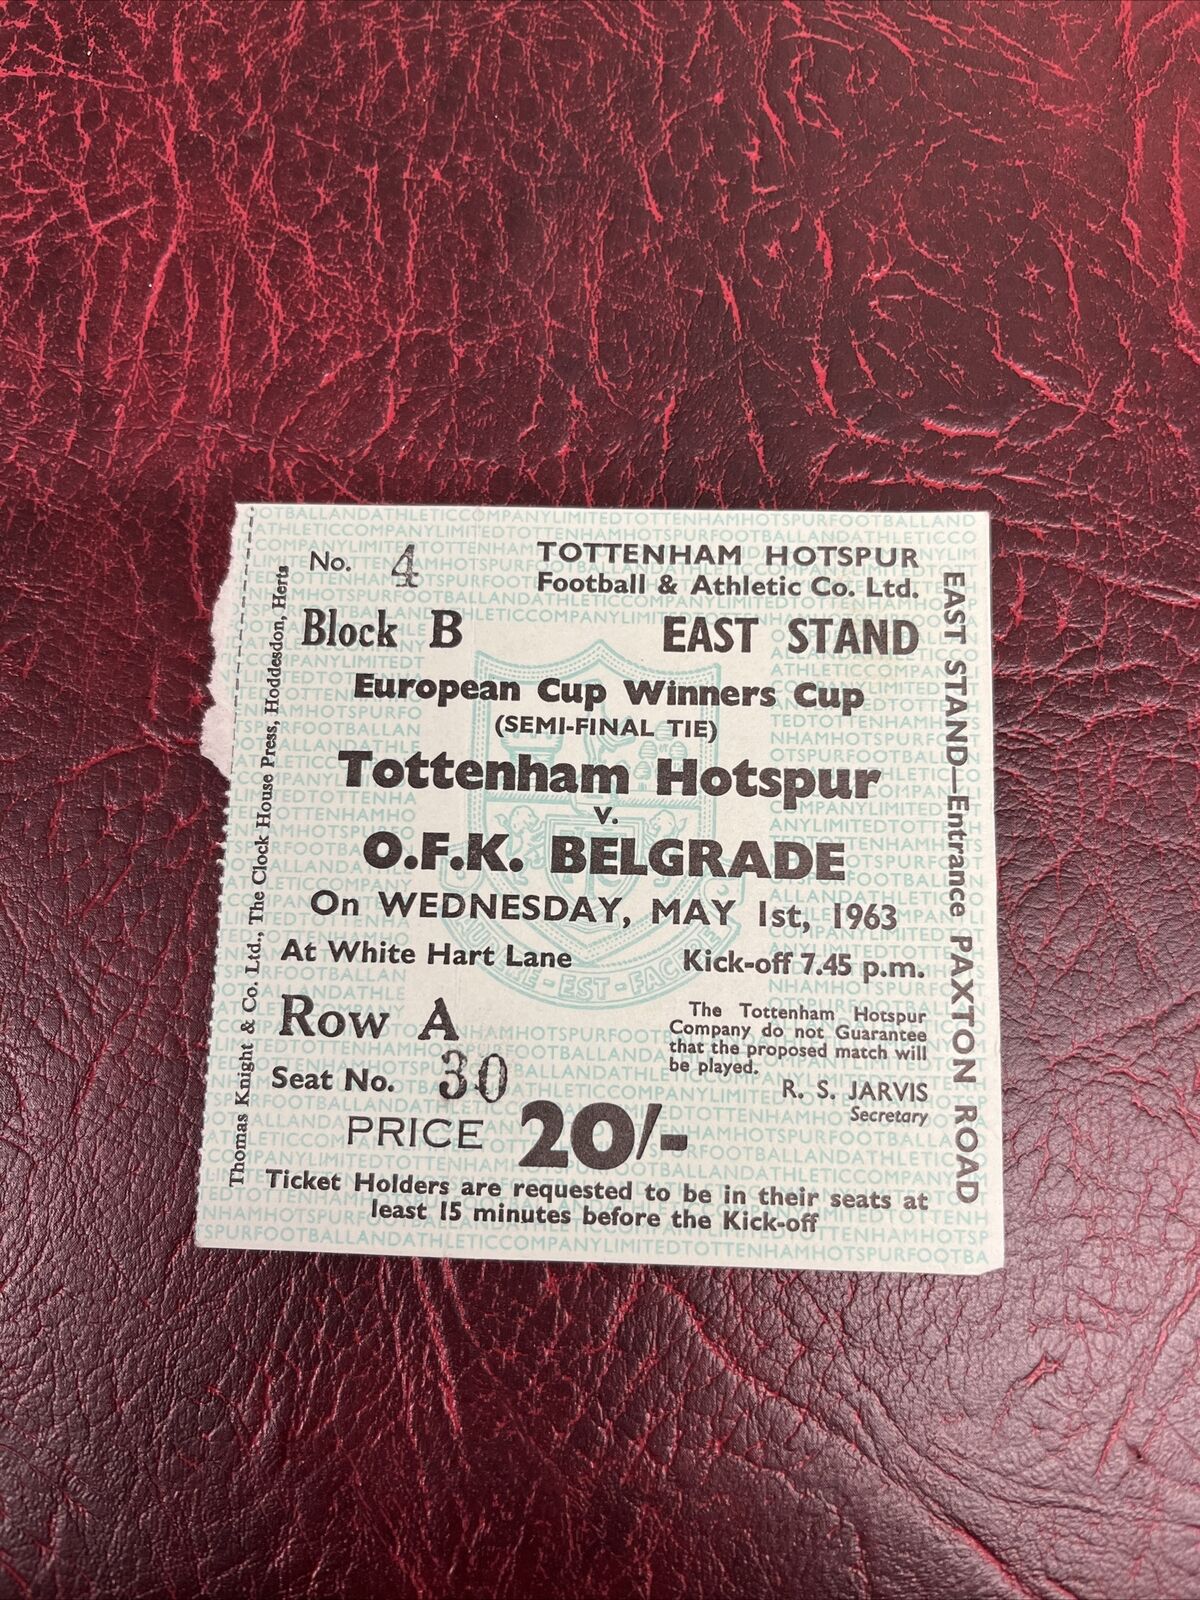 No. 4
TOTTENHAM HOTSPUR
Football & Athletic Co. Ltd.
Block B
EAST STAND
European Cup Winners Cup
(SEMI-FINAL TIE)
Tottenham Hotspur
v.
O.F.K. BELGRADE
On WEDNESDAY, MAY 1st, 1963
At White Hart Lane
Kick-off 7.45 p.m.
Row A
The Tottenham Hotspur
Company do not Guarantee
that the proposed match will
be played.
Seat No. 30
R. S. JARVIS
Secretary
PRICE 20/-
Ticket Holders are requested to be in their seats at
least 15 minutes before the Kick-off
EAST STAND—Entrance PAXTON ROAD
Thomas Knight & Co. Ltd., The Clock House Press, Hoddesdon, Herts